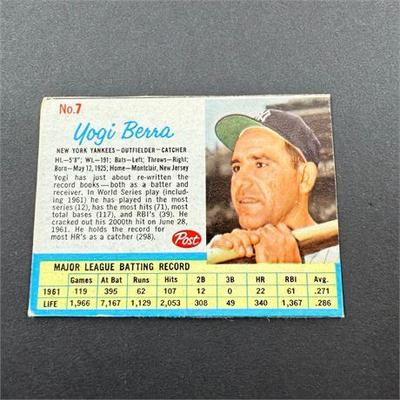 No.7
Yogi Berra
NEW YORK YANKEES—OUTFIELDER—CATCHER
Ht.—5'8"; Wt.—191; Bats—Left; Throws—Right;
Born—May 12, 1925; Home—Montclair, New Jersey
Yogi has just about re-written the
record books—both as a batter and
receiver. In World Series play (including
1961) he has played in the most
series (12), has the most hits (71), most
total bases (117), and RBI's (39). He
cracked out his 2000th hit on June 28,
1961. He holds the record for
most HR's as a catcher (298).
Post
MAJOR LEAGUE BATTING RECORD
Games At Bat Runs Hits 2B 3B HR RBI Avg.
1961 119 395 62 107 12 0 22 61 .271
LIFE 1,966 7,167 1,129 2,053 308 49 340 1,367 .286